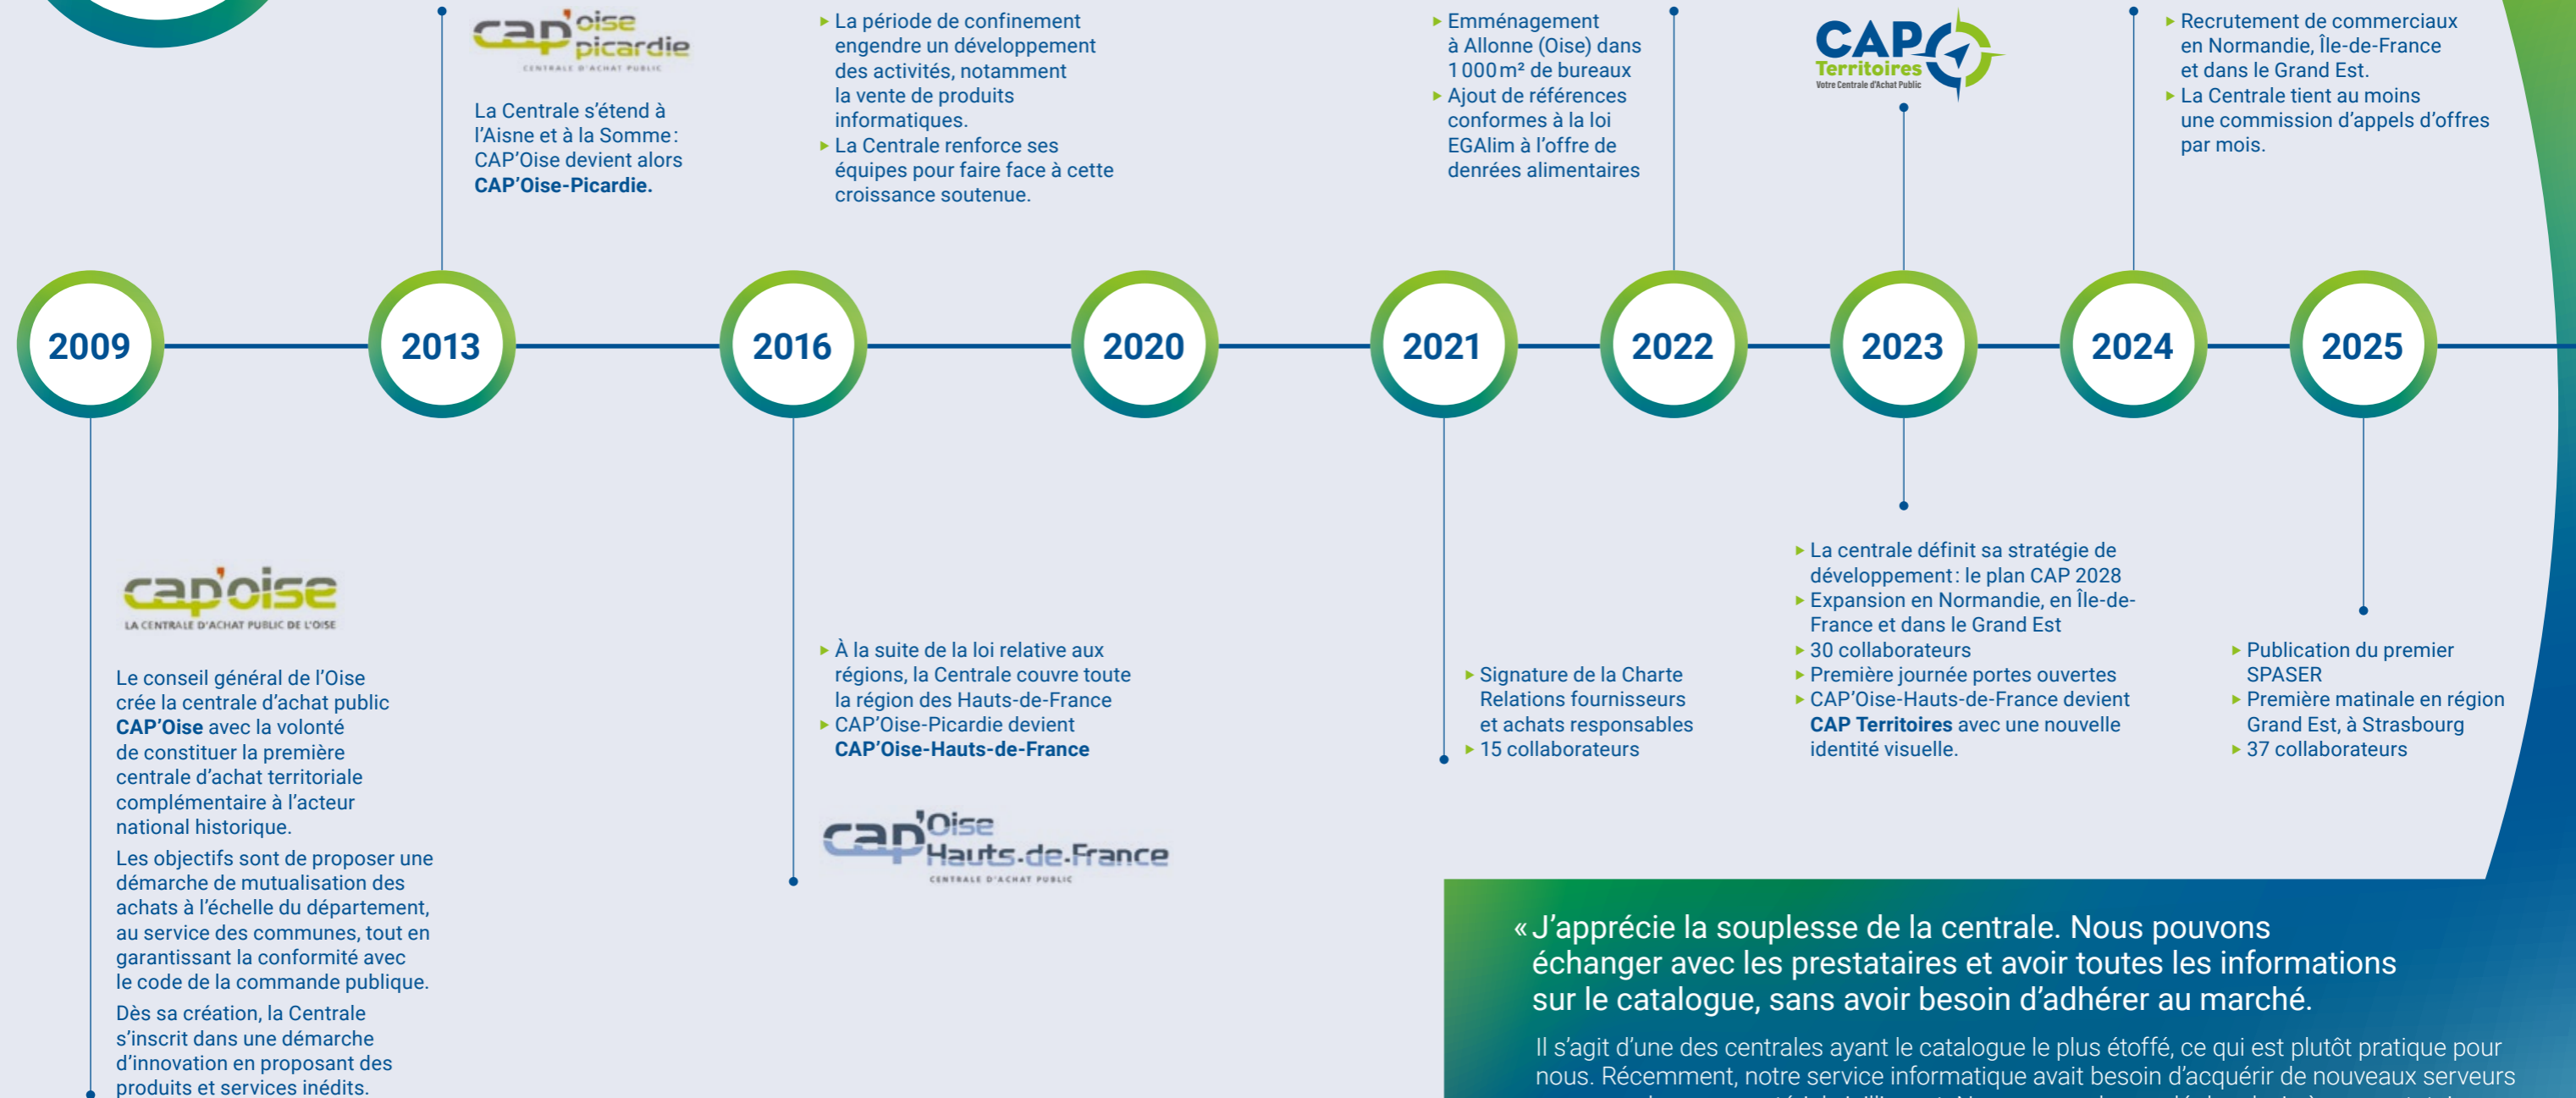 cap'oise
picardie
CENTRALE D'ACHAT PUBLIC
La Centrale s'étend à
l'Aisne et à la Somme :
CAP'Oise devient alors
CAP'Oise-Picardie.
▸ La période de confinement
engendre un développement
des activités, notamment
la vente de produits
informatiques.
▸ La Centrale renforce ses
équipes pour faire face à cette
croissance soutenue.
▸ Emménagement
à Allonne (Oise) dans
1 000 m² de bureaux
▸ Ajout de références
conformes à la loi
EGAlim à l'offre de
denrées alimentaires
CAP
Territoires
Votre Centrale d'Achat Public
▸ Recrutement de commerciaux
en Normandie, Île-de-France
et dans le Grand Est.
▸ La Centrale tient au moins
une commission d'appels d'offres
par mois.
2009
2013
2016
2020
2021
2022
2023
2024
2025
cap'oise
LA CENTRALE D'ACHAT PUBLIC DE L'OISE
Le conseil général de l'Oise
crée la centrale d'achat public
CAP'Oise avec la volonté
de constituer la première
centrale d'achat territoriale
complémentaire à l'acteur
national historique.
Les objectifs sont de proposer une
démarche de mutualisation des
achats à l'échelle du département,
au service des communes, tout en
garantissant la conformité avec
le code de la commande publique.
Dès sa création, la Centrale
s'inscrit dans une démarche
d'innovation en proposant des
produits et services inédits.
▸ À la suite de la loi relative aux
régions, la Centrale couvre toute
la région des Hauts-de-France
▸ CAP'Oise-Picardie devient
CAP'Oise-Hauts-de-France
cap'Oise
Hauts-de-France
CENTRALE D'ACHAT PUBLIC
▸ Signature de la Charte
Relations fournisseurs
et achats responsables
▸ 15 collaborateurs
▸ La centrale définit sa stratégie de
développement : le plan CAP 2028
▸ Expansion en Normandie, en Île-de-
France et dans le Grand Est
▸ 30 collaborateurs
▸ Première journée portes ouvertes
▸ CAP'Oise-Hauts-de-France devient
CAP Territoires avec une nouvelle
identité visuelle.
▸ Publication du premier
SPASER
▸ Première matinale en région
Grand Est, à Strasbourg
▸ 37 collaborateurs
« J'apprécie la souplesse de la centrale. Nous pouvons
échanger avec les prestataires et avoir toutes les informations
sur le catalogue, sans avoir besoin d'adhérer au marché.
Il s'agit d'une des centrales ayant le catalogue le plus étoffé, ce qui est plutôt pratique pour
nous. Récemment, notre service informatique avait besoin d'acquérir de nouveaux serveurs